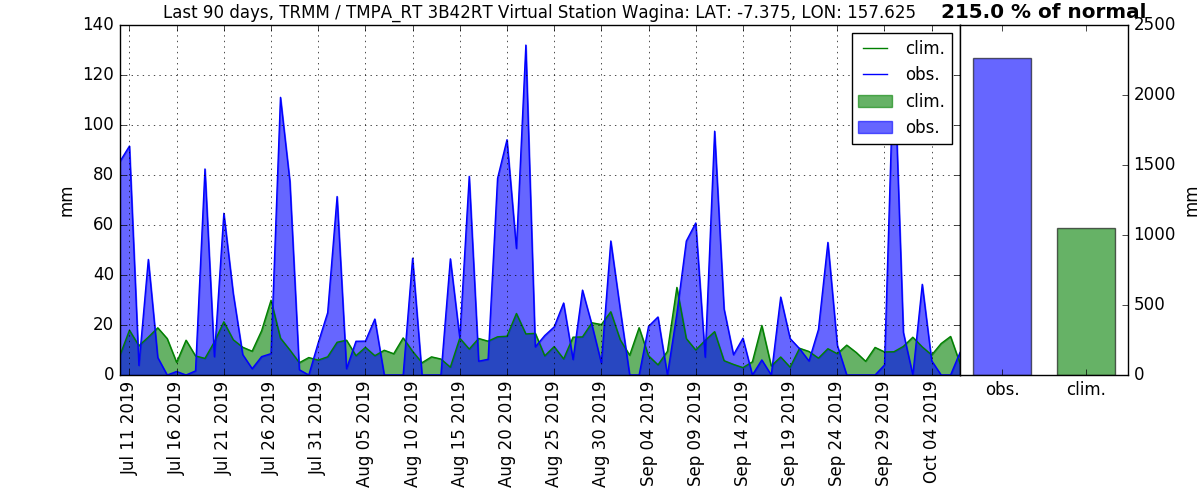 Last 90 days, TRMM / TMPA_RT 3B42RT Virtual Station Wagina: LAT: -7.375, LON: 157.625
215.0 % of normal
mm
140
120
100
80
60
40
20
0
clim.
obs.
clim.
obs.
2500
2000
1500
1000
500
0
mm
Jul 11 2019
Jul 16 2019
Jul 21 2019
Jul 26 2019
Jul 31 2019
Aug 05 2019
Aug 10 2019
Aug 15 2019
Aug 20 2019
Aug 25 2019
Aug 30 2019
Sep 04 2019
Sep 09 2019
Sep 14 2019
Sep 19 2019
Sep 24 2019
Sep 29 2019
Oct 04 2019
obs.
clim.